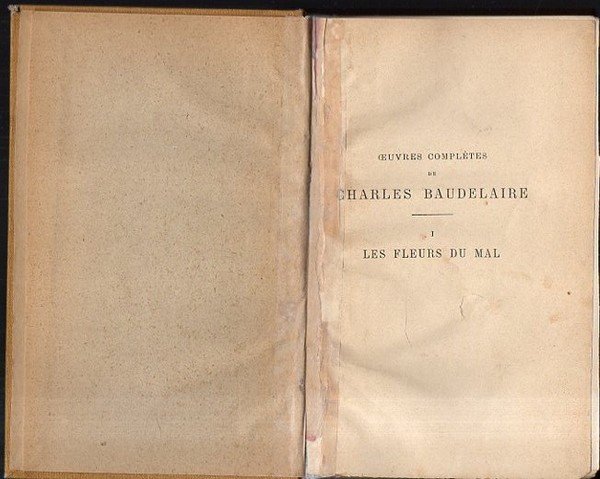 ŒUVRES COMPLÈTES
DE
CHARLES BAUDELAIRE
I
LES FLEURS DU MAL